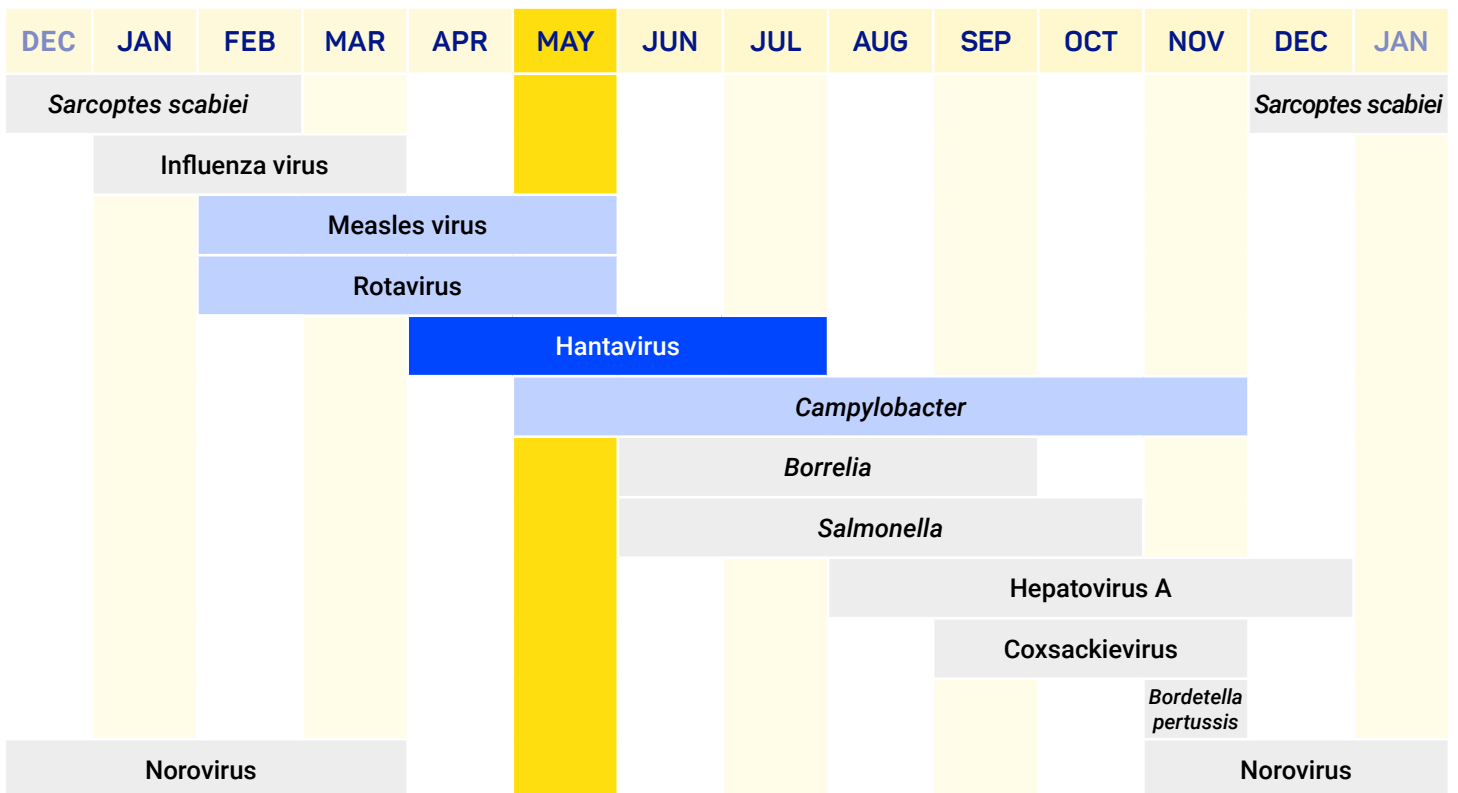 DEC JAN FEB MAR APR MAY JUN JUL AUG SEP OCT NOV DEC JAN
Sarcoptes scabiei Sarcoptes scabiei
Influenza virus
Measles virus
Rotavirus
Hantavirus
Campylobacter
Borrelia
Salmonella
Hepatovirus A
Coxsackievirus
Bordetella
pertussis
Norovirus Norovirus